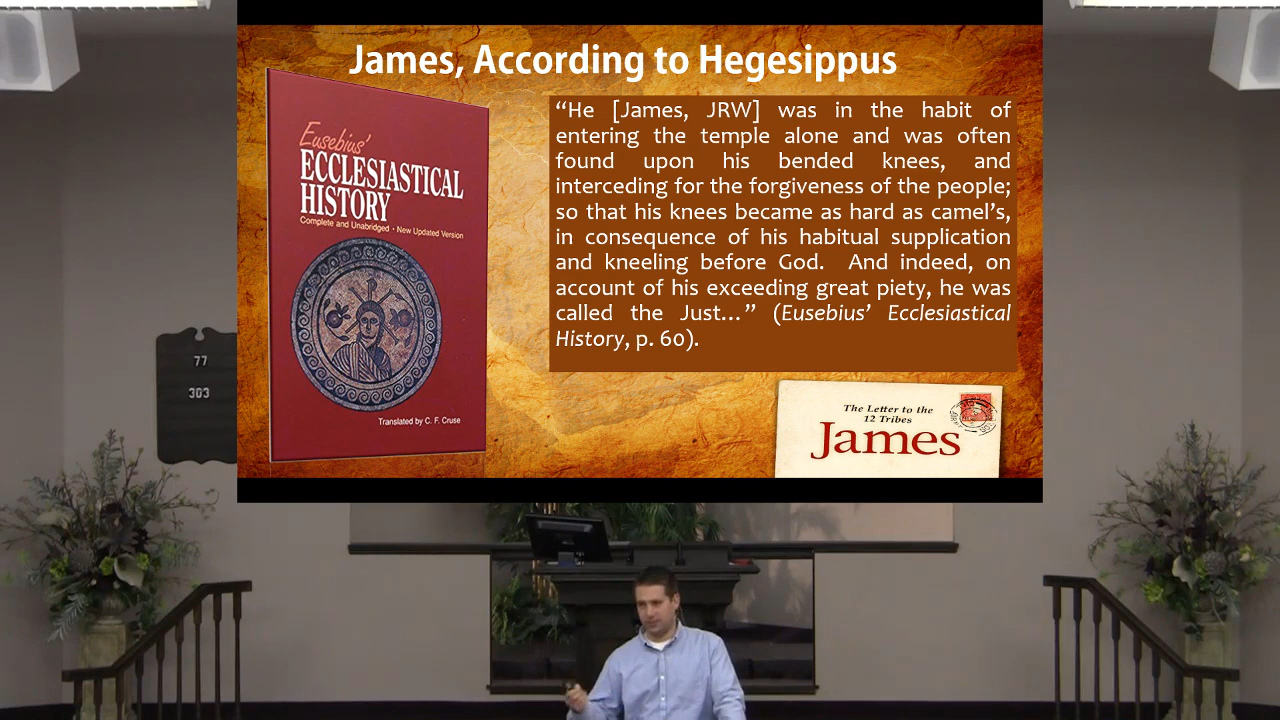 James, According to Hegesippus
Eusebius'
ECCLESIASTICAL
HISTORY
Complete and Unabridged • New Updated Version
Translated by C. F. Cruse
“He [James, JRW] was in the habit of
entering the temple alone and was often
found upon his bended knees, and
interceding for the forgiveness of the people;
so that his knees became as hard as camel’s,
in consequence of his habitual supplication
and kneeling before God. And indeed, on
account of his exceeding great piety, he was
called the Just…” (Eusebius’ Ecclesiastical
History, p. 60).
The Letter to the
12 Tribes
James
77
303